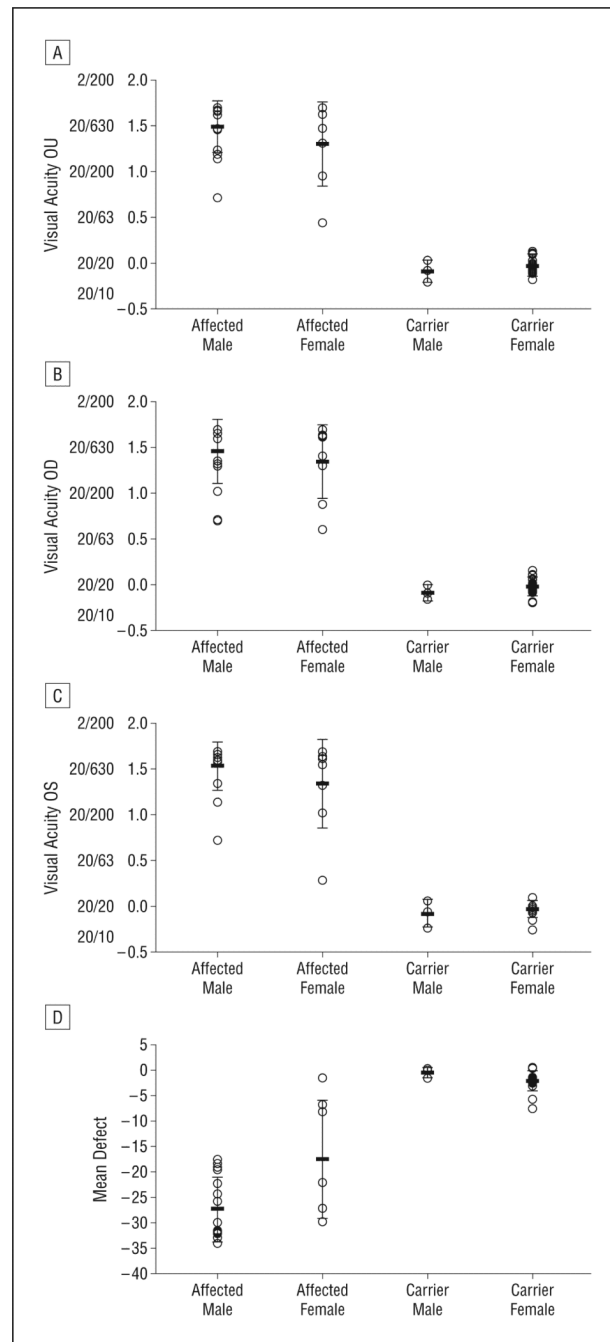 A
Visual Acuity OU
2/200 2.0
20/630 1.5
20/200 1.0
20/63 0.5
20/20 0.0
20/10
−0.5
Affected Male
Affected Female
Carrier Male
Carrier Female
B
Visual Acuity OD
2/200 2.0
20/630 1.5
20/200 1.0
20/63 0.5
20/20 0.0
20/10
−0.5
Affected Male
Affected Female
Carrier Male
Carrier Female
C
Visual Acuity OS
2/200 2.0
20/630 1.5
20/200 1.0
20/63 0.5
20/20 0.0
20/10
−0.5
Affected Male
Affected Female
Carrier Male
Carrier Female
D
Mean Defect
5
0
−5
−10
−15
−20
−25
−30
−35
−40
Affected Male
Affected Female
Carrier Male
Carrier Female